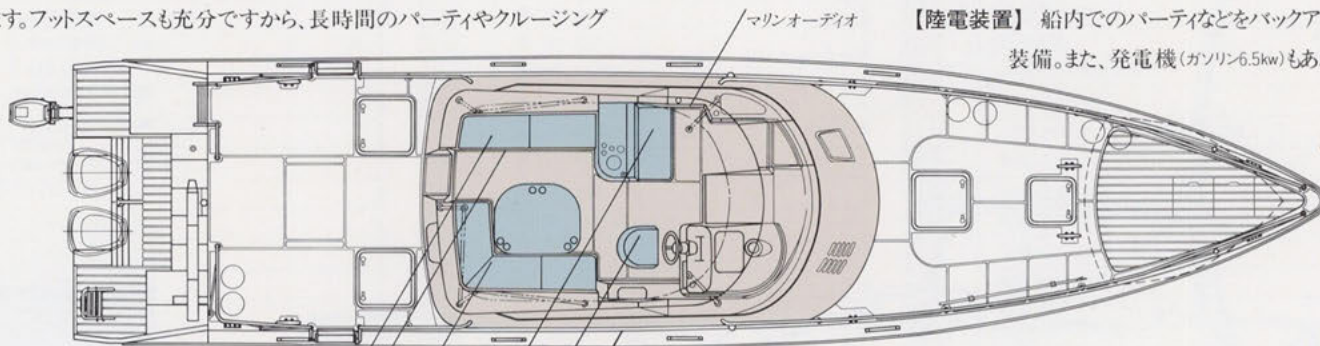 す。フットスペースも充分ですから、長時間のパーティやクルージング
マリンオーディオ
【陸電装置】 船内でのパーティなどをバックア
装備。また、発電機(ガソリン6.5kw)もあ